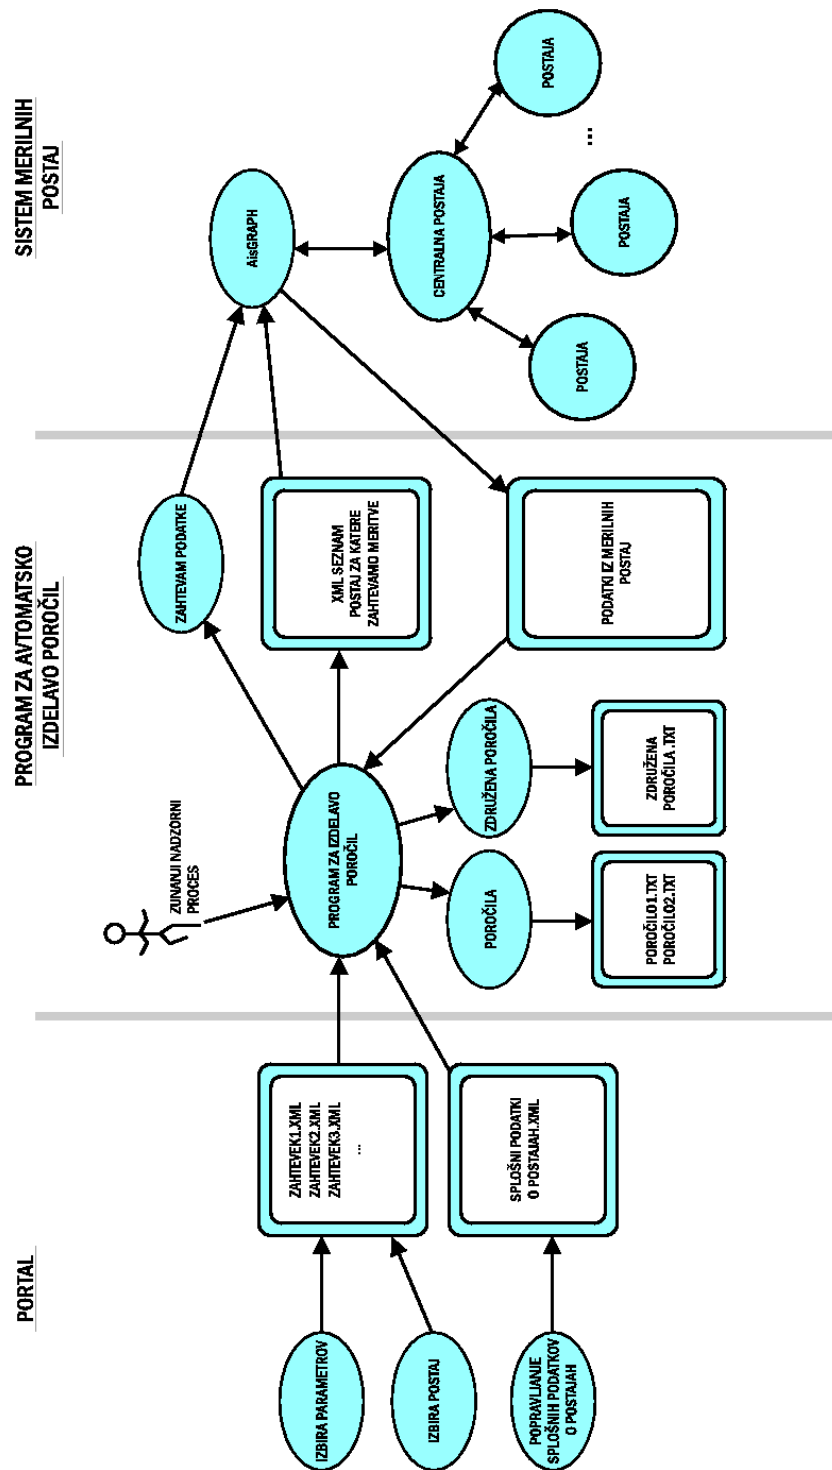 PORTAL
PROGRAM ZA AVTOMATSKO
IZDELAVO POROČIL
SISTEM MERILNIH
POSTAJ
ZUNANJI NADZORNI
PROCES
ZAHTEVAM PODATKE
AisGRAPH
POSTAJA
IZBIRA PARAMETROV
ZAHTEVEK1.XML
ZAHTEVEK2.XML
ZAHTEVEK3.XML
...
PROGRAM ZA IZDELAVO
POROČIL
XML SEZNAM
POSTAJ ZA KATERE
ZAHTEVAMO MERITVE
CENTRALNA POSTAJA
...
IZBIRA POSTAJ
SPLOŠNI PODATKI
O POSTAJAH.XML
POROČILA
ZDRUŽENA POROČILA
POSTAJA
POPRAVLJANJE
SPLOŠNIH PODATKOV
O POSTAJAH
POROČILO1.TXT
POROČILO2.TXT
ZDRUŽENA
POROČILA .TXT
PODATKI IZ MERILNIH
POSTAJ
POSTAJA